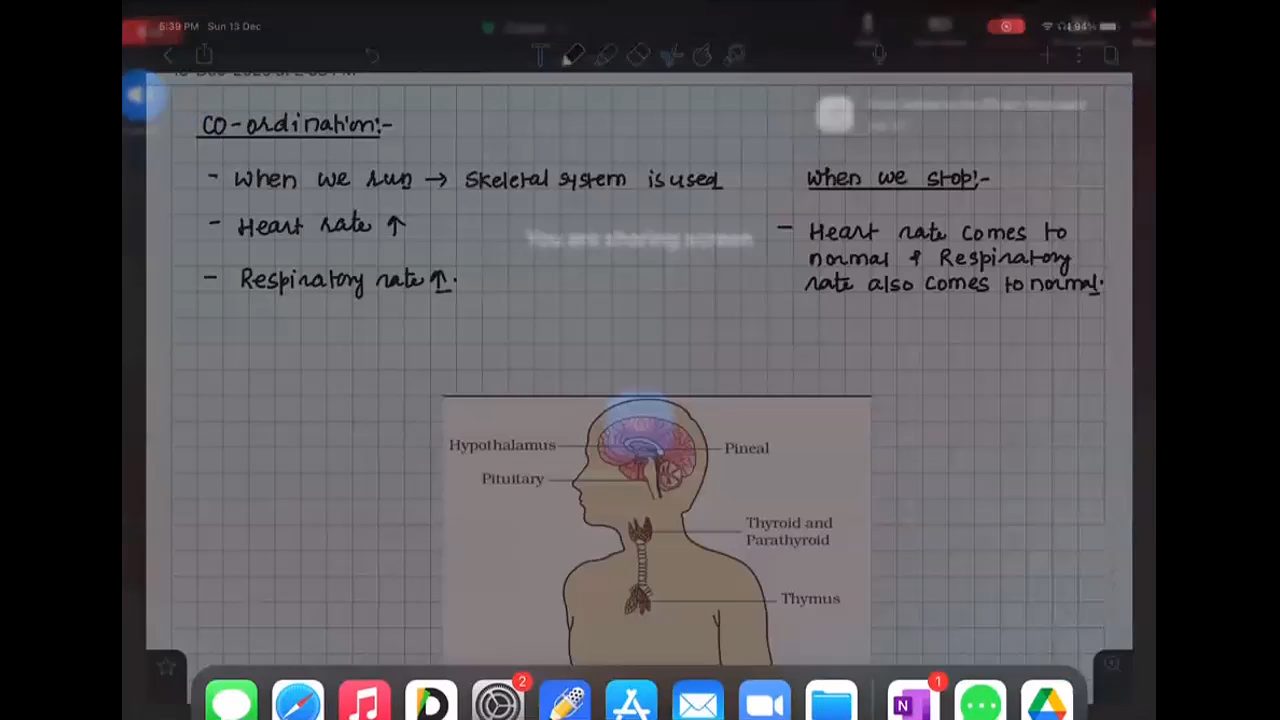 5:39 PM Sun 13 Dec
94%
CO-ordination:-
- When we run → Skeletal system is used
- Heart rate ↑
- Respiratory rate ↑.
When we stop:-
- Heart rate comes to
normal & Respiratory
rate also comes to normal.
You are sharing screen
Hypothalamus
Pineal
Pituitary
Thyroid and
Parathyroid
Thymus
2
1